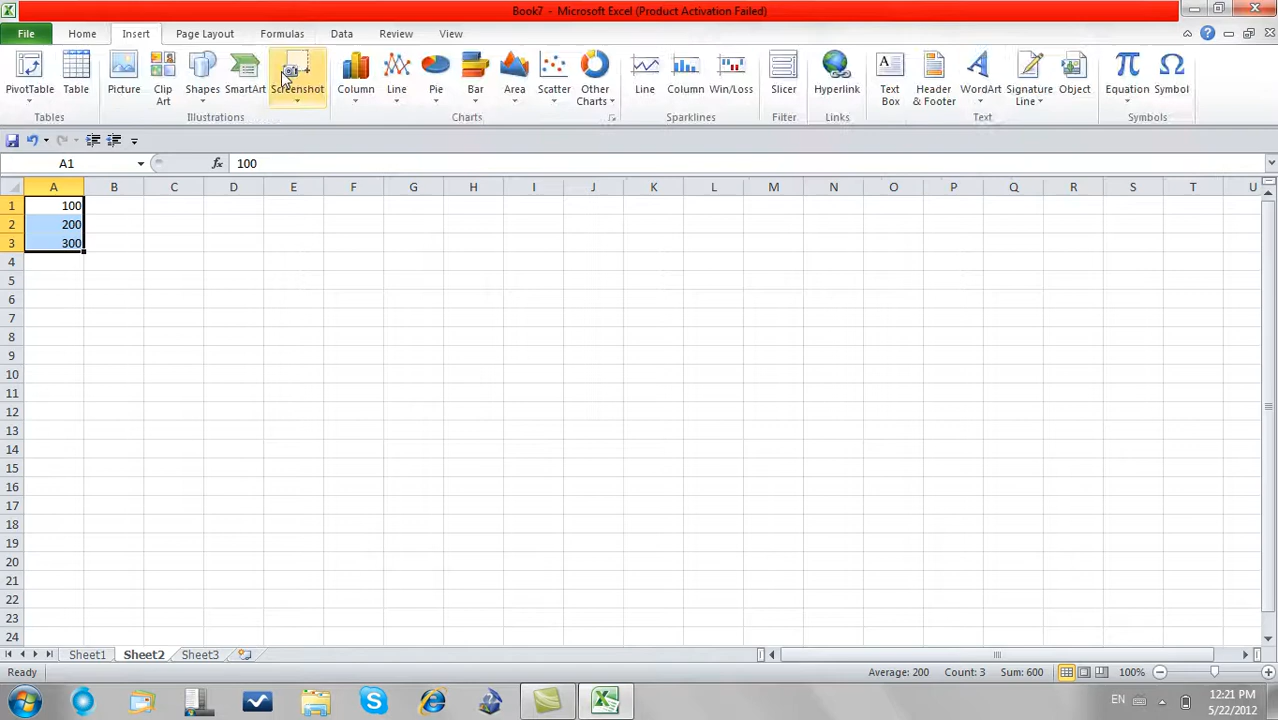 Book7 - Microsoft Excel (Product Activation Failed)
File Home Insert Page Layout Formulas Data Review View
PivotTable Table Picture Clip Art Shapes SmartArt Screenshot Column Line Pie Bar Area Scatter Other Charts Line Column Win/Loss Slicer Hyperlink Text Box Header & Footer WordArt Signature Line Object Equation Symbol
Tables Illustrations Charts Sparklines Filter Links Text Symbols
A1 fx 100
A B C D E F G H I J K L M N O P Q R S T U
1 100
2 200
3 300
4
5
6
7
8
9
10
11
12
13
14
15
16
17
18
19
20
21
22
23
24
Sheet1 Sheet2 Sheet3
Ready Average: 200 Count: 3 Sum: 600 100%
EN 12:21 PM
5/22/2012